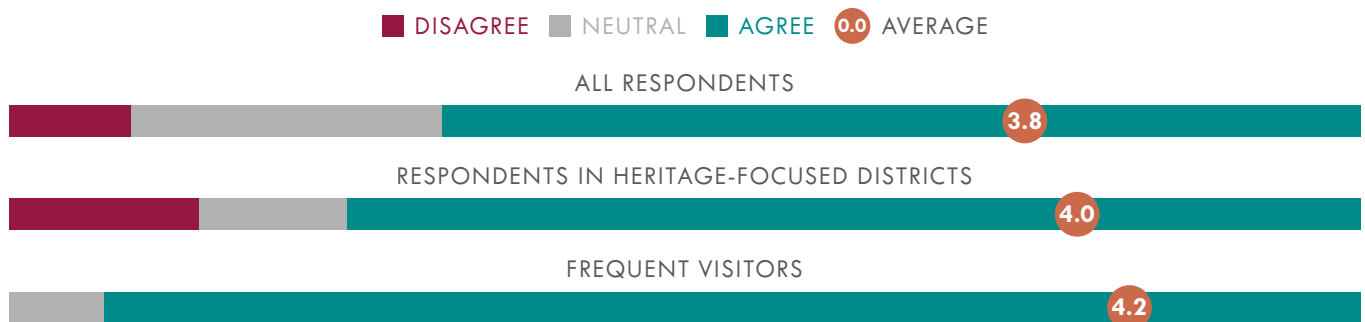 DISAGREE NEUTRAL AGREE 0.0 AVERAGE
ALL RESPONDENTS
3.8
RESPONDENTS IN HERITAGE-FOCUSED DISTRICTS
4.0
FREQUENT VISITORS
4.2